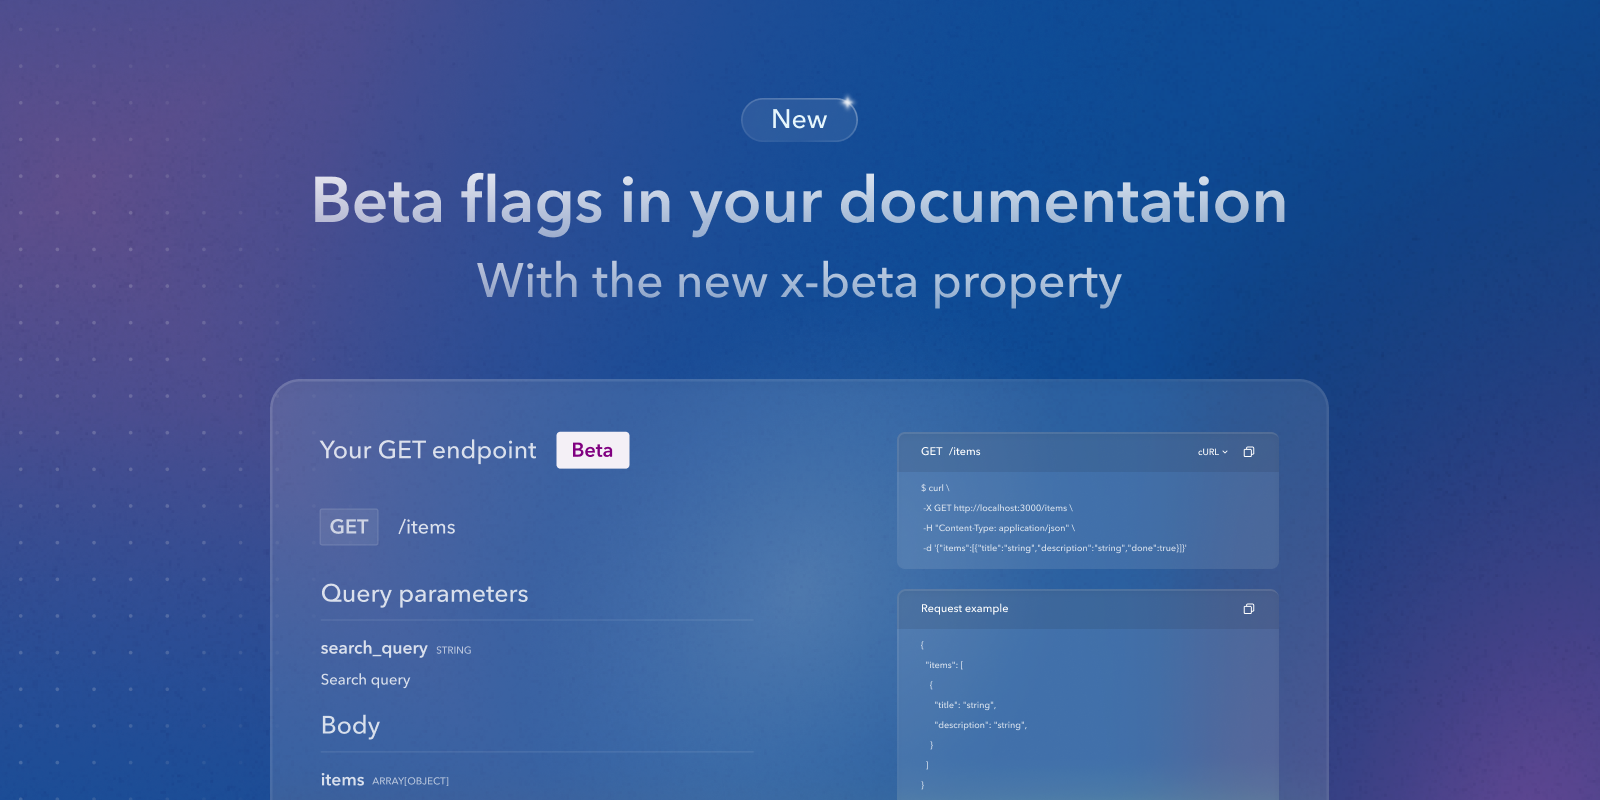 New
Beta flags in your documentation
With the new x-beta property
Your GET endpoint Beta
GET /items
Query parameters
search_query STRING
Search query
Body
items ARRAY[OBJECT]
GET /items cURL
$ curl \
-X GET http://localhost:3000/items \
-H "Content-Type: application/json" \
-d '{"items":[{"title":"string","description":"string","done":true}]}'
Request example
{
"items": [
{
"title": "string",
"description": "string",
}
]
}